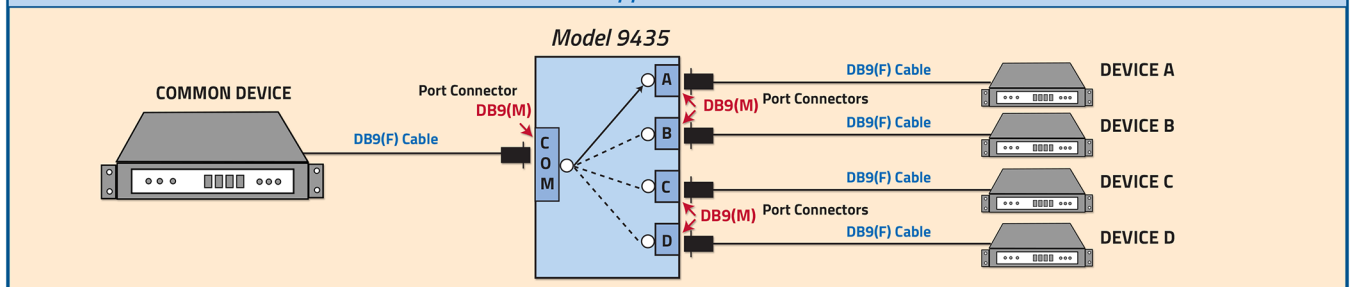 Model 9435
COMMON DEVICE
DB9(F) Cable
Port Connector
DB9(M)
COM
A
B
C
D
DB9(M) Port Connectors
DB9(M) Port Connectors
DB9(F) Cable
DEVICE A
DB9(F) Cable
DEVICE B
DB9(F) Cable
DEVICE C
DB9(F) Cable
DEVICE D